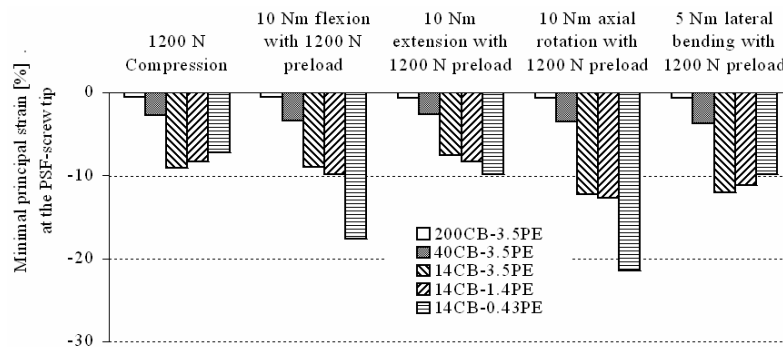 1200 N
Compression
10 Nm flexion
with 1200 N
preload
10 Nm
extension with
1200 N preload
10 Nm axial
rotation with
1200 N preload
5 Nm lateral
bending with
1200 N preload
Minimal principal strain [%] .
at the PSF-screw tip
0
-10
-20
-30
200CB-3.5PE
40CB-3.5PE
14CB-3.5PE
14CB-1.4PE
14CB-0.43PE